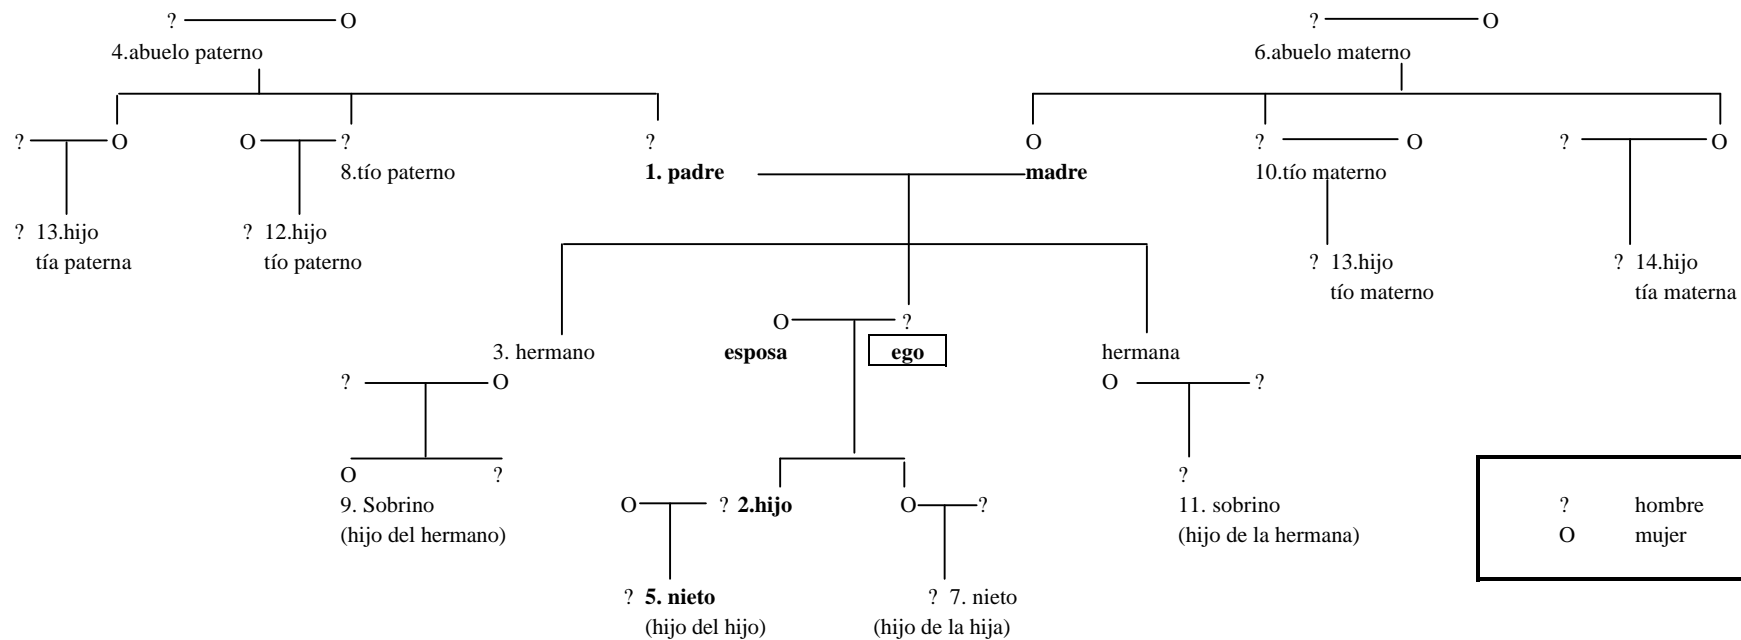 ? O ? O
4.abuelo paterno 6.abuelo materno
? O O ? ? O ? O ? O
8.tío paterno 1. padre madre 10.tío materno
? 13.hijo ? 12.hijo
tía paterna tío paterno
? 13.hijo ? 14.hijo
tío materno tía materna
O ?
3. hermano esposa ego hermana
? O O ?
O ? ?
9. Sobrino 11. sobrino
(hijo del hermano) (hijo de la hermana)
O ? 2.hijo O ?
? 5. nieto ? 7. nieto
(hijo del hijo) (hijo de la hija)
? hombre
O mujer